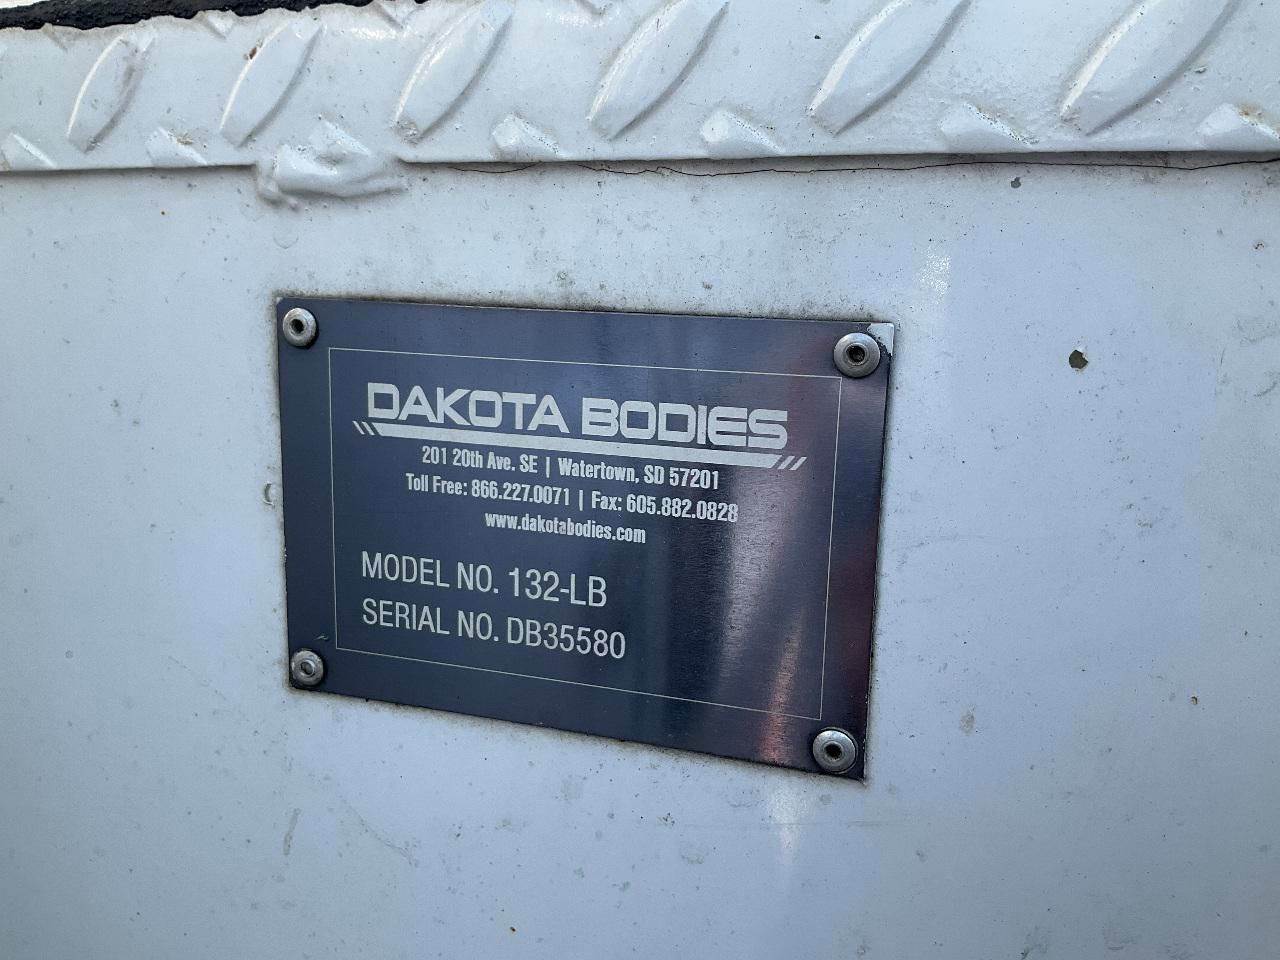 DAKOTA BODIES
201 20th Ave. SE | Watertown, SD 57201
Toll Free: 866.227.0071 | Fax: 605.882.0828
www.dakotabodies.com
MODEL NO. 132-LB
SERIAL NO. DB35580